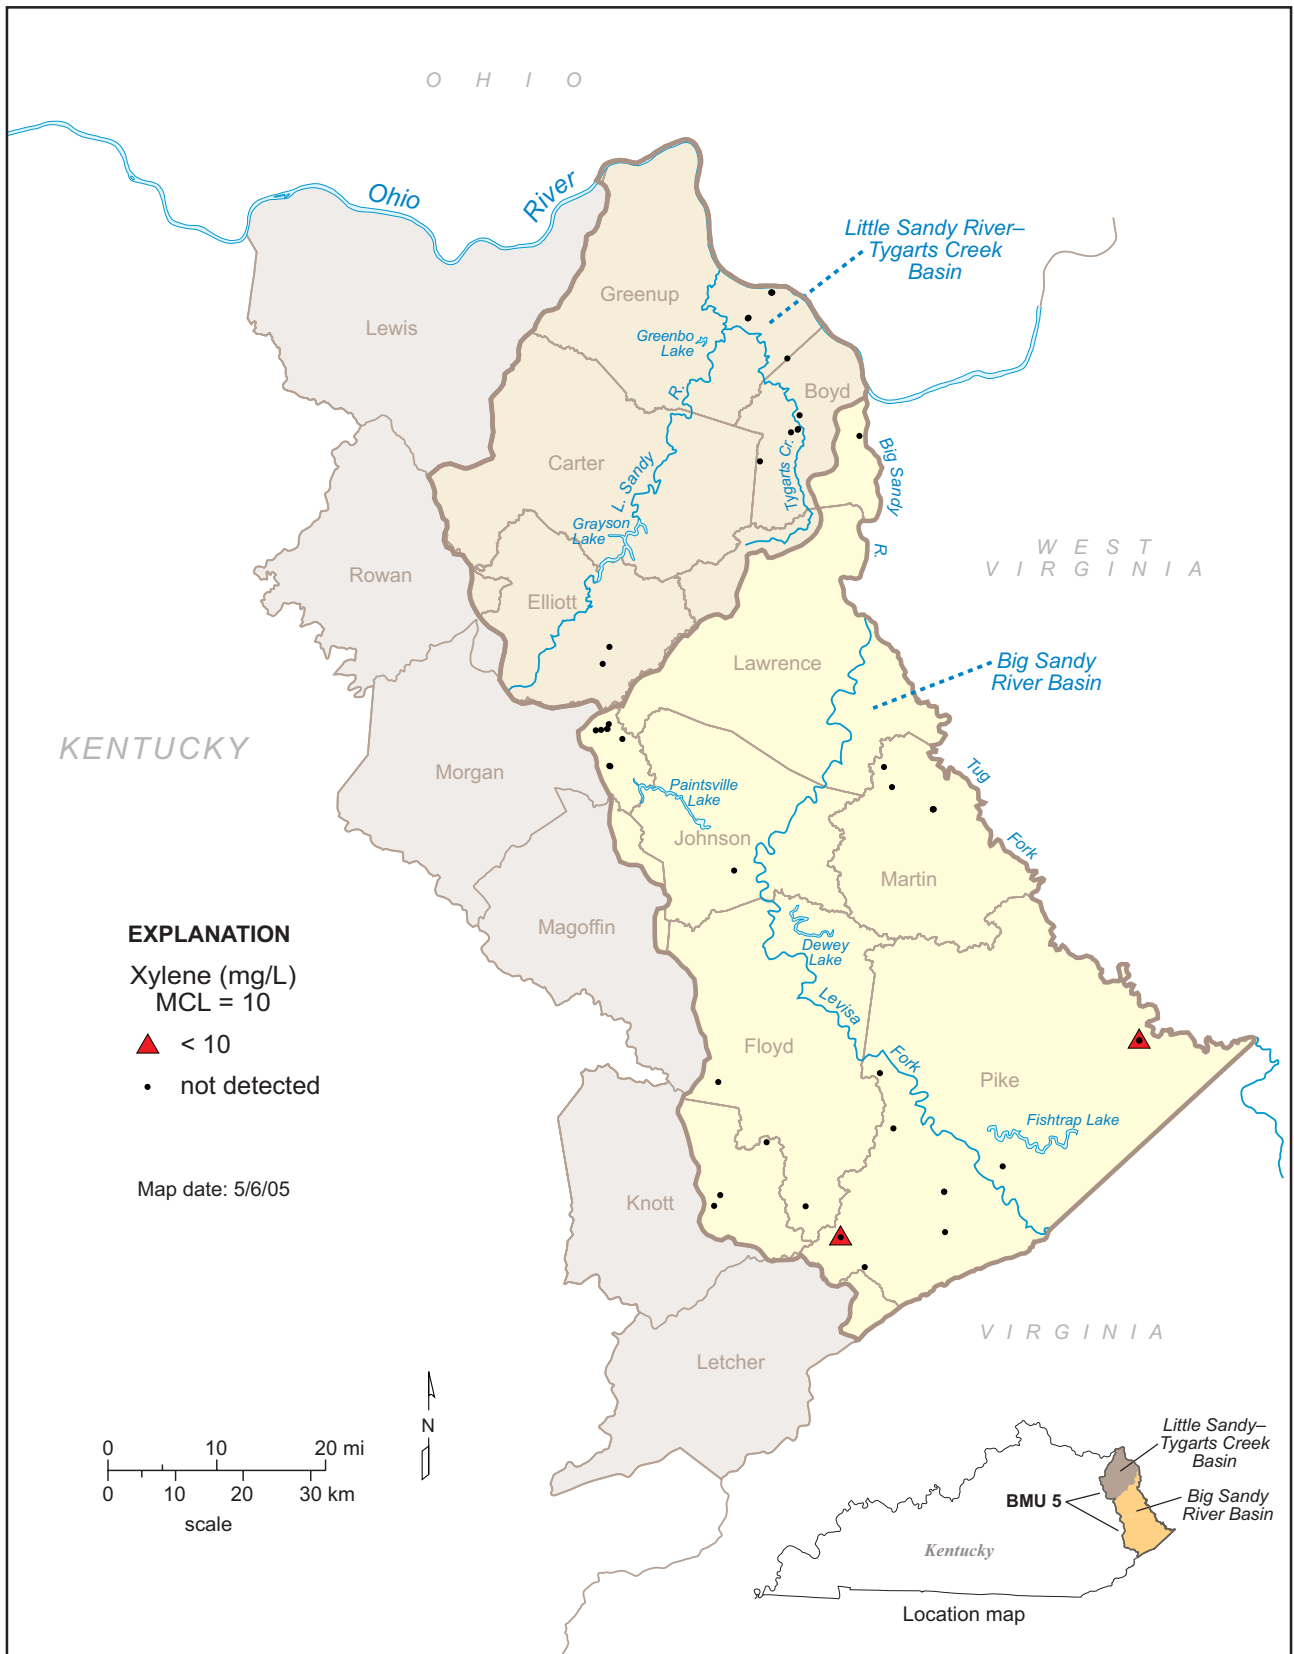 O H I O
Ohio
River
Little Sandy River–
Tygarts Creek
Basin
Greenup
Lewis
Greenbo
Lake
R.
Boyd
Carter
L. Sandy
Tygarts Cr.
Big Sandy
R.
Grayson
Lake
WEST
VIRGINIA
Rowan
Elliott
Lawrence
Big Sandy
River Basin
KENTUCKY
Morgan
Tug
Fork
Paintsville
Lake
Johnson
Martin
Magoffin
Dewey
Lake
Levisa
Fork
Floyd
Pike
Fishtrap Lake
Knott
Letcher
VIRGINIA
EXPLANATION
Xylene (mg/L)
MCL = 10
< 10
not detected
Map date: 5/6/05
N
0 10 20 mi
0 10 20 30 km
scale
Little Sandy–
Tygarts Creek
Basin
BMU 5
Big Sandy
River Basin
Kentucky
Location map